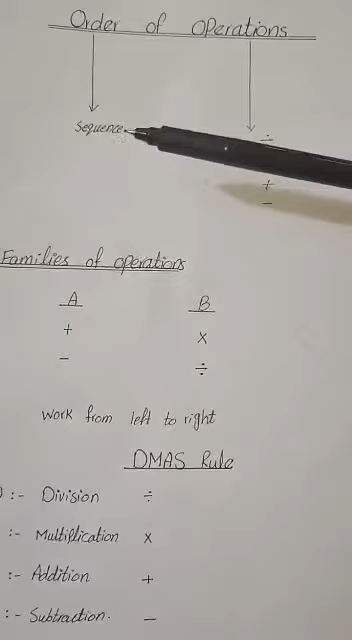 Order of Operations
Sequence
÷
+
−
Families of operations
A B
+ ×
− ÷
work from left to right
DMAS Rule
:- Division ÷
:- Multiplication ×
:- Addition +
:- Subtraction. −